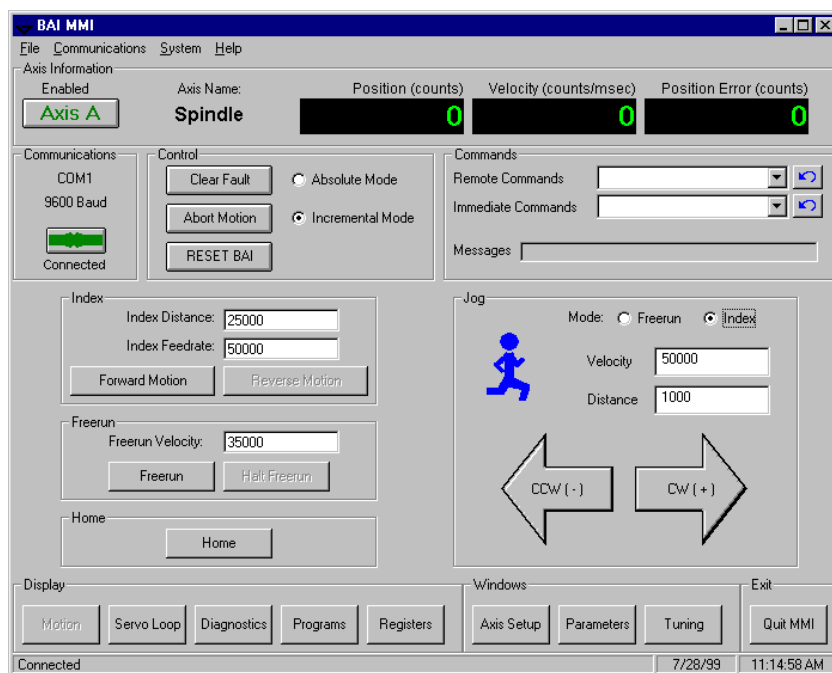 BAI MMI
File Communications System Help
Axis Information
Enabled Axis Name: Position (counts) Velocity (counts/msec) Position Error (counts)
Axis A Spindle 0 0 0
Communications
COM1
9600 Baud
Connected
Control
Clear Fault Absolute Mode
Abort Motion Incremental Mode
RESET BAI
Commands
Remote Commands
Immediate Commands
Messages
Index
Index Distance: 25000
Index Feedrate: 50000
Forward Motion Reverse Motion
Freerun
Freerun Velocity: 35000
Freerun Halt Freerun
Home
Home
Jog
Mode: Freerun Index
Velocity 50000
Distance 1000
CCW ( - ) CW ( + )
Display
Motion Servo Loop Diagnostics Programs Registers
Windows
Axis Setup Parameters Tuning
Exit
Quit MMI
Connected 7/28/99 11:14:58 AM